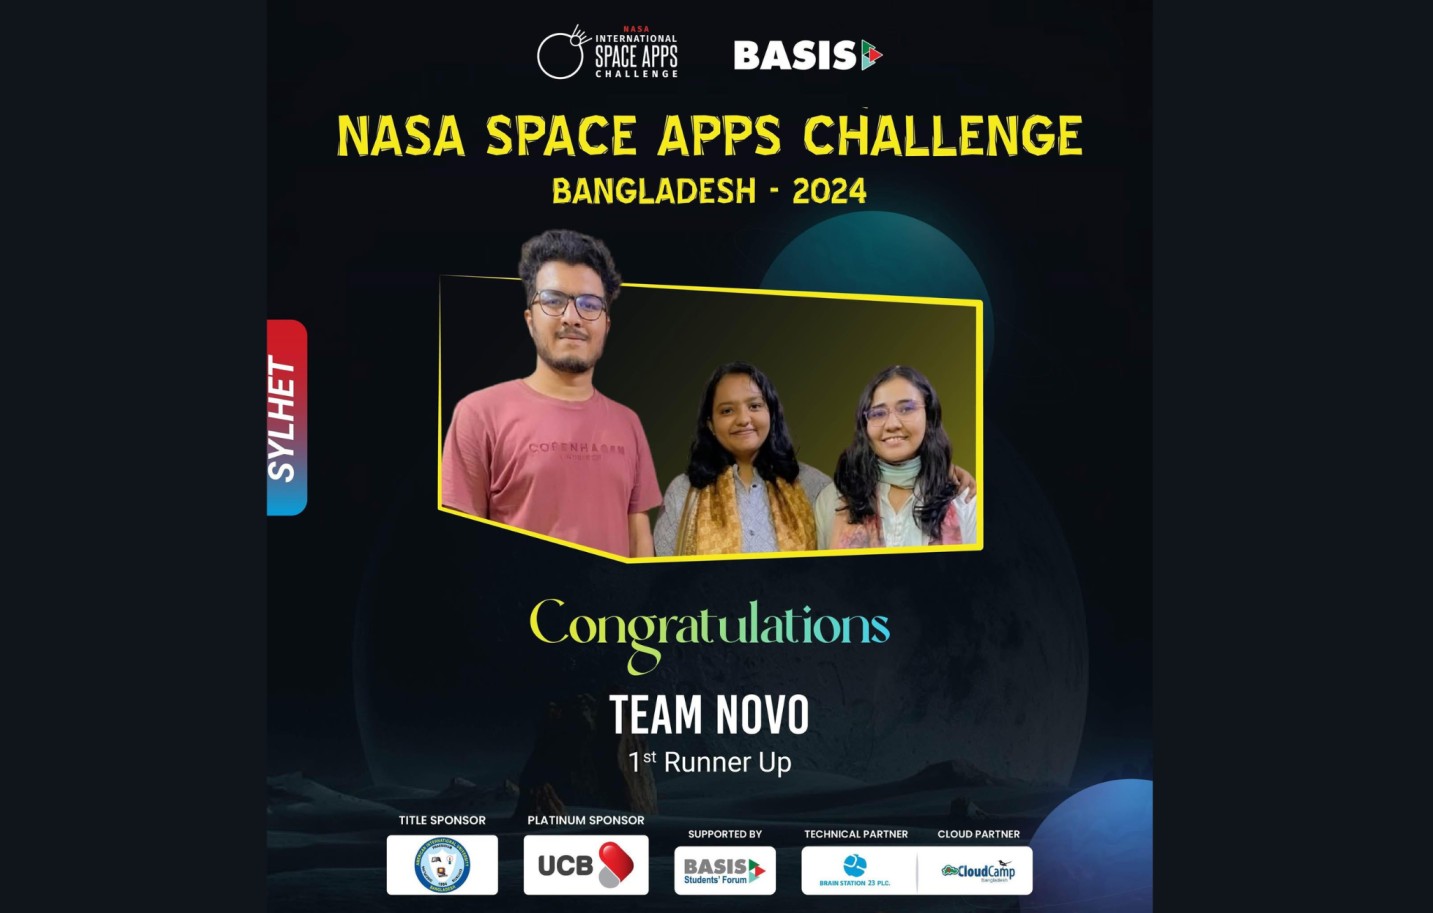 NASA
INTERNATIONAL
SPACE APPS
CHALLENGE
BASIS
NASA SPACE APPS CHALLENGE
BANGLADESH - 2024
SYLHET
COPENHAGEN
Congratulations
TEAM NOVO
1st Runner Up
TITLE SPONSOR
PLATINUM SPONSOR
SUPPORTED BY
TECHNICAL PARTNER
CLOUD PARTNER
UCB
BASIS
Students' Forum
BRAIN STATION 23 PLC.
CloudCamp
Bangladesh